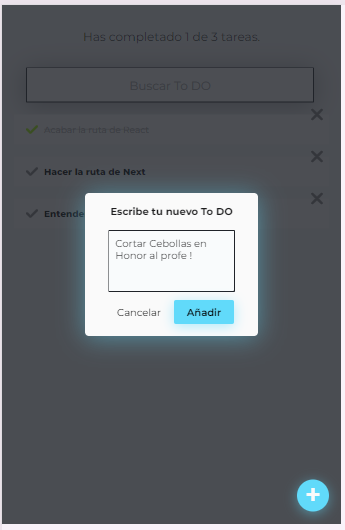 Has completado 1 de 3 tareas.
Buscar To DO
Acabar la ruta de React
Hacer la ruta de Next
Entende
Escribe tu nuevo To DO
Cortar Cebollas en
Honor al profe !
Cancelar
Añadir